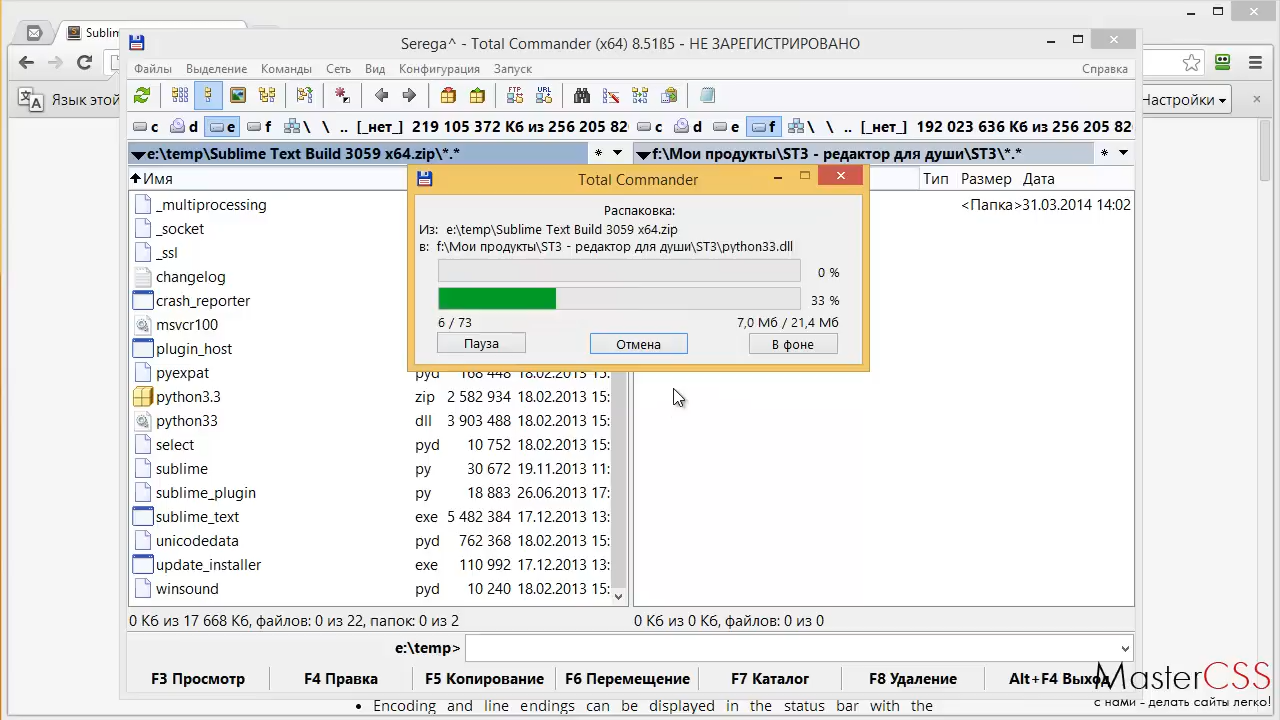 Sublim
Serega^ - Total Commander (x64) 8.51ß5 - НЕ ЗАРЕГИСТРИРОВАНО
Файлы Выделение Команды Сеть Вид Конфигурация Запуск Справка
Язык этой
Настройки
c d e f \ \ .. [_нет_] 219 105 372 Кб из 256 205 82
c d e f \ \ .. [_нет_] 192 023 636 Кб из 256 205 82
e:\temp\Sublime Text Build 3059 x64.zip\*.*
f:\Мои продукты\ST3 - редактор для души\ST3\*.*
Имя
Тип Размер Дата
<Папка> 31.03.2014 14:02
Total Commander
Распаковка:
Из: e:\temp\Sublime Text Build 3059 x64.zip
в: f:\Мои продукты\ST3 - редактор для души\ST3\python33.dll
0 %
33 %
6 / 73 7,0 Мб / 21,4 Мб
Пауза Отмена В фоне
_multiprocessing
_socket
_ssl
changelog
crash_reporter
msvcr100
plugin_host
pyexpat pyd 168 448 18.02.2013 15:
python3.3 zip 2 582 934 18.02.2013 15:
python33 dll 3 903 488 18.02.2013 15:
select pyd 10 752 18.02.2013 15:
sublime py 30 672 19.11.2013 11:
sublime_plugin py 18 883 26.06.2013 17:
sublime_text exe 5 482 384 17.12.2013 13:
unicodedata pyd 762 368 18.02.2013 15:
update_installer exe 110 992 17.12.2013 13:
winsound pyd 10 240 18.02.2013 15:
0 Кб из 17 668 Кб, файлов: 0 из 22, папок: 0 из 2
0 Кб из 0 Кб, файлов: 0 из 0
e:\temp>
F3 Просмотр F4 Правка F5 Копирование F6 Перемещение F7 Каталог F8 Удаление Alt+F4 Выход
MasterCSS
с нами - делать сайты легко!
Encoding and line endings can be displayed in the status bar with the